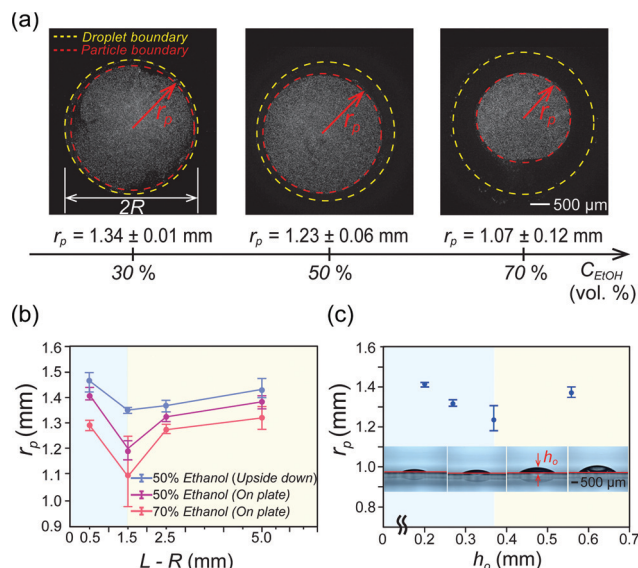 (a)
Droplet boundary
Particle boundary
r_p
r_p
r_p
2R
500 μm
r_p = 1.34 ± 0.01 mm
r_p = 1.23 ± 0.06 mm
r_p = 1.07 ± 0.12 mm
30 %
50 %
70 %
C_EtOH
(vol. %)
(b)
r_p (mm)
1.6
1.5
1.4
1.3
1.2
1.1
1.0
0.9
50% Ethanol (Upside down)
50% Ethanol (On plate)
70% Ethanol (On plate)
0 0.5 1.5 2.5 5.0
L - R (mm)
(c)
r_p (mm)
1.6
1.4
1.2
1.0
0.8
h_o
500 μm
0.2 0.3 0.4 0.5 0.6 0.7
h_o (mm)